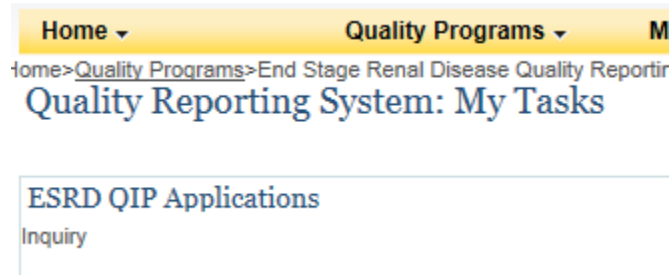 Home Quality Programs M
Home>Quality Programs>End Stage Renal Disease Quality Reportin
Quality Reporting System: My Tasks
ESRD QIP Applications
Inquiry